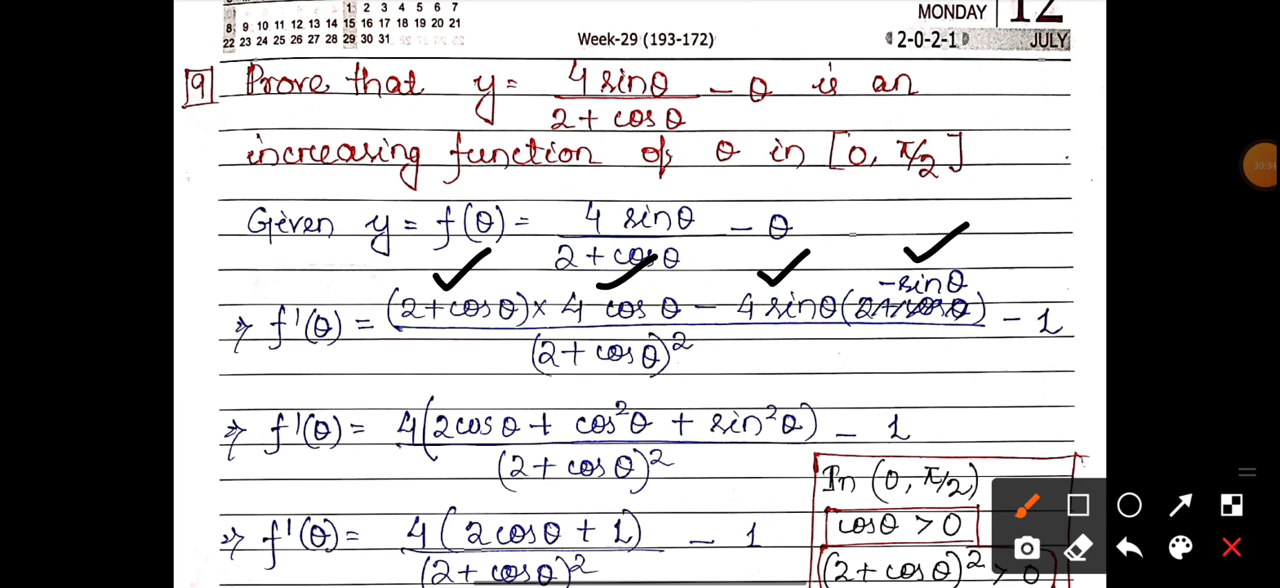 1 2 3 4 5 6 7
8 9 10 11 12 13 14 15 16 17 18 19 20 21
22 23 24 25 26 27 28 29 30 31
MONDAY 12
Week-29 (193-172)
2-0-2-1 JULY
9 Prove that y = 4 sinθ / 2 + cosθ - θ is an
increasing function of θ in [0, π/2]
Given y = f(θ) = 4 sinθ / 2 + cosθ - θ
-sinθ
⇒ f'(θ) = (2+cosθ) × 4 cosθ - 4 sinθ ( ) / (2 + cosθ)² - 1
⇒ f'(θ) = 4(2cosθ + cos²θ + sin²θ) / (2 + cosθ)² - 1
⇒ f'(θ) = 4(2cosθ + 1) / (2 + cosθ)² - 1
In (0, π/2)
cosθ > 0
(2 + cosθ)² > 0